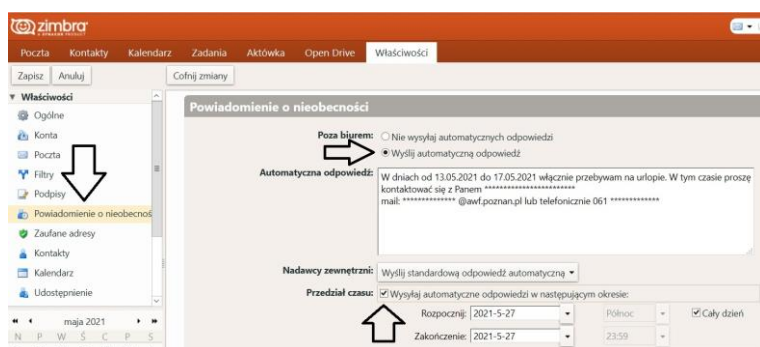 zimbra
A SYNACOR PRODUCT
Poczta Kontakty Kalendarz Zadania Aktówka Open Drive Właściwości
Zapisz Anuluj Cofnij zmiany
Właściwości
Ogólne
Konta
Poczta
Filtry
Podpisy
Powiadomienie o nieobecnoś
Zaufane adresy
Kontakty
Kalendarz
Udostępnienie
maja 2021
N P W Ś C P S
Powiadomienie o nieobecności
Poza biurem: Nie wysyłaj automatycznych odpowiedzi
Wyślij automatyczną odpowiedź
Automatyczna odpowiedź:
W dniach od 13.05.2021 do 17.05.2021 włącznie przebywam na urlopie. W tym czasie proszę
kontaktować się z Panem ************************
mail: ************** @awf.poznan.pl lub telefonicznie 061 *************
Nadawcy zewnętrzni: Wyślij standardową odpowiedź automatyczną
Przedział czasu: Wysyłaj automatyczne odpowiedzi w następującym okresie:
Rozpocznij: 2021-5-27 Północ Cały dzień
Zakończenie: 2021-5-27 23:59